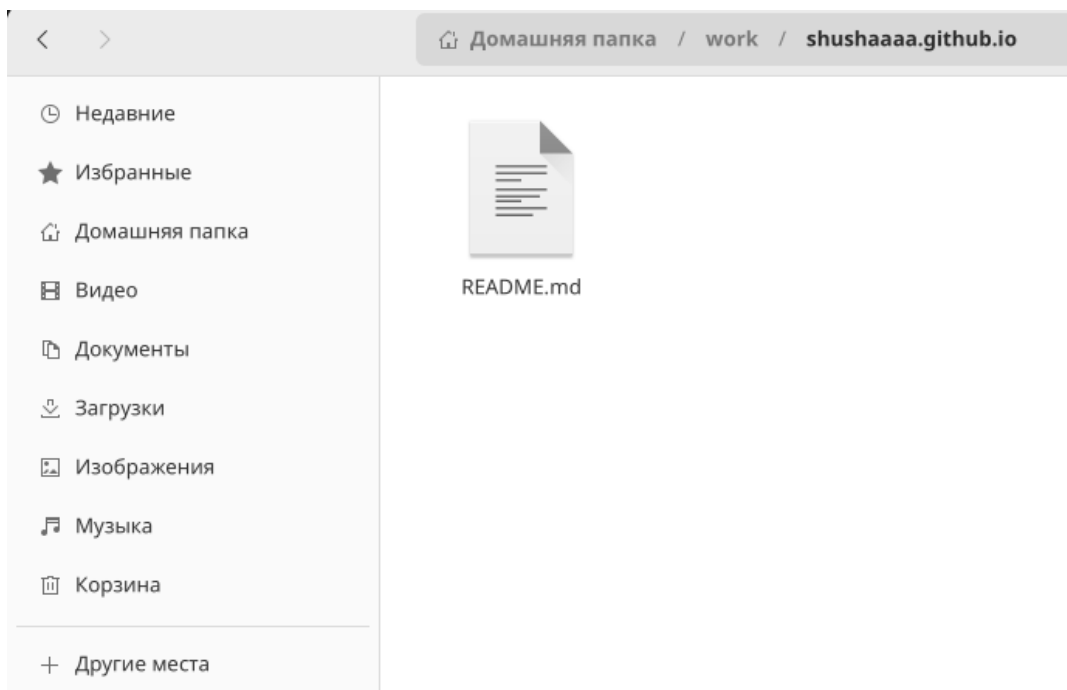 Домашняя папка / work / shushaaaa.github.io
Недавние
Избранные
Домашняя папка
Видео
Документы
Загрузки
Изображения
Музыка
Корзина
Другие места
README.md